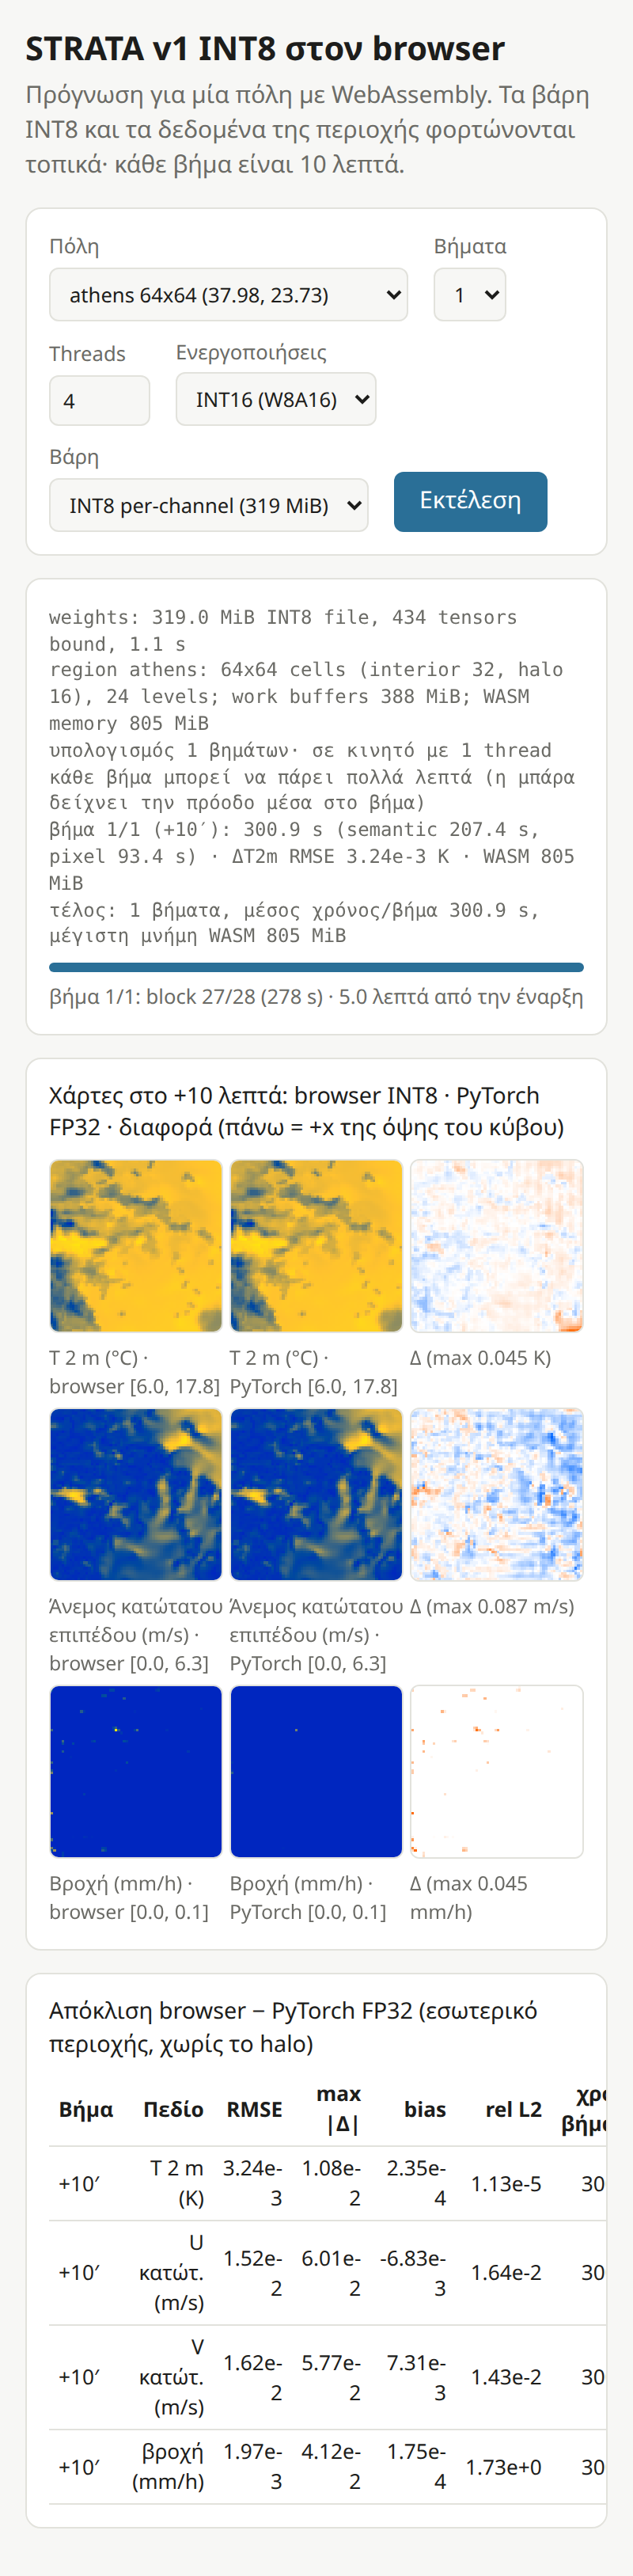 STRATA v1 INT8 στον browser
Πρόγνωση για μία πόλη με WebAssembly. Τα βάρη
INT8 και τα δεδομένα της περιοχής φορτώνονται
τοπικά· κάθε βήμα είναι 10 λεπτά.
Πόλη Βήματα
athens 64x64 (37.98, 23.73) 1
Threads Ενεργοποιήσεις
4 INT16 (W8A16)
Βάρη
INT8 per-channel (319 MiB) Εκτέλεση
weights: 319.0 MiB INT8 file, 434 tensors
bound, 1.1 s
region athens: 64x64 cells (interior 32, halo
16), 24 levels; work buffers 388 MiB; WASM
memory 805 MiB
υπολογισμός 1 βημάτων· σε κινητό με 1 thread
κάθε βήμα μπορεί να πάρει πολλά λεπτά (η μπάρα
δείχνει την πρόοδο μέσα στο βήμα)
βήμα 1/1 (+10′): 300.9 s (semantic 207.4 s,
pixel 93.4 s) · ΔT2m RMSE 3.24e-3 K · WASM 805
MiB
τέλος: 1 βήματα, μέσος χρόνος/βήμα 300.9 s,
μέγιστη μνήμη WASM 805 MiB
βήμα 1/1: block 27/28 (278 s) · 5.0 λεπτά από την έναρξη
Χάρτες στο +10 λεπτά: browser INT8 · PyTorch
FP32 · διαφορά (πάνω = +x της όψης του κύβου)
T 2 m (°C) · T 2 m (°C) · Δ (max 0.045 K)
browser [6.0, 17.8] PyTorch [6.0, 17.8]
Άνεμος κατώτατου Άνεμος κατώτατου Δ (max 0.087 m/s)
επιπέδου (m/s) · επιπέδου (m/s) ·
browser [0.0, 6.3] PyTorch [0.0, 6.3]
Βροχή (mm/h) · Βροχή (mm/h) · Δ (max 0.045
browser [0.0, 0.1] PyTorch [0.0, 0.1] mm/h)
Απόκλιση browser − PyTorch FP32 (εσωτερικό
περιοχής, χωρίς το halo)
Βήμα Πεδίο RMSE max |Δ| bias rel L2
+10′ T 2 m (K) 3.24e-3 1.08e-2 2.35e-4 1.13e-5 30
+10′ U κατώτ. (m/s) 1.52e-2 6.01e-2 -6.83e-3 1.64e-2 30
+10′ V κατώτ. (m/s) 1.62e-2 5.77e-2 7.31e-3 1.43e-2 30
+10′ βροχή (mm/h) 1.97e-3 4.12e-2 1.75e-4 1.73e+0 30